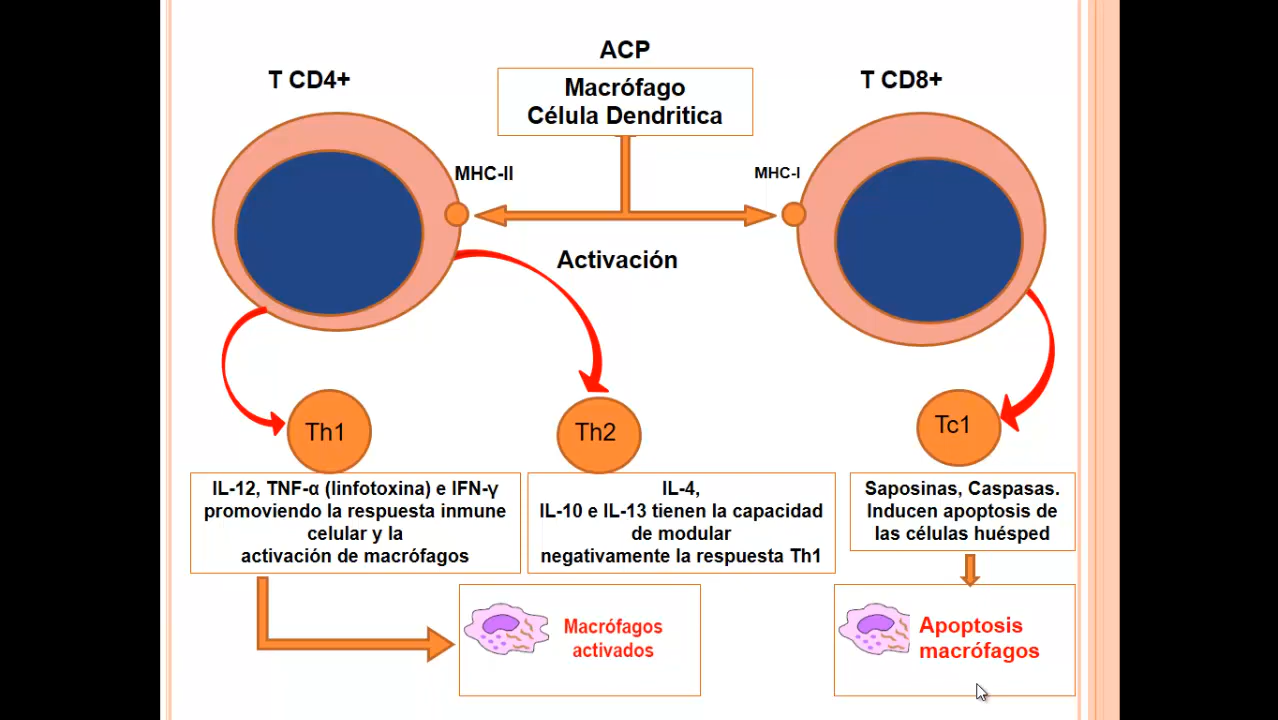 ACP
T CD4+
Macrófago
Célula Dendritica
T CD8+
MHC-II
MHC-I
Activación
Th1
Th2
Tc1
IL-12, TNF-α (linfotoxina) e IFN-γ
promoviendo la respuesta inmune
celular y la
activación de macrófagos
IL-4,
IL-10 e IL-13 tienen la capacidad
de modular
negativamente la respuesta Th1
Saposinas, Caspasas.
Inducen apoptosis de
las células huésped
Macrófagos
activados
Apoptosis
macrófagos